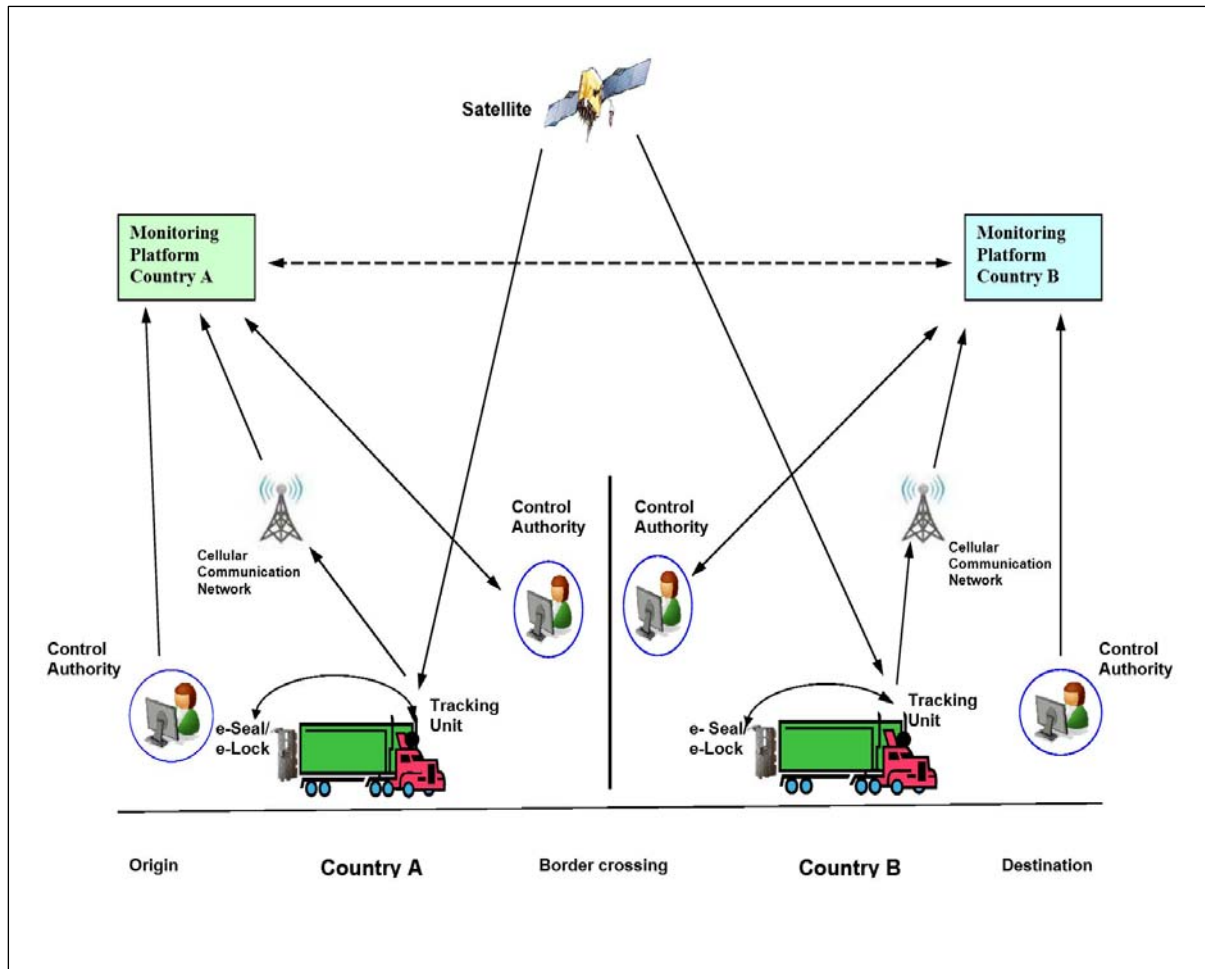 Satellite
Monitoring
Platform
Country A
Monitoring
Platform
Country B
Control
Authority
Control
Authority
Cellular
Communication
Network
Cellular
Communication
Network
Control
Authority
Control
Authority
e-Seal/
e-Lock
Tracking
Unit
e- Seal/
e-Lock
Tracking
Unit
Origin
Country A
Border crossing
Country B
Destination